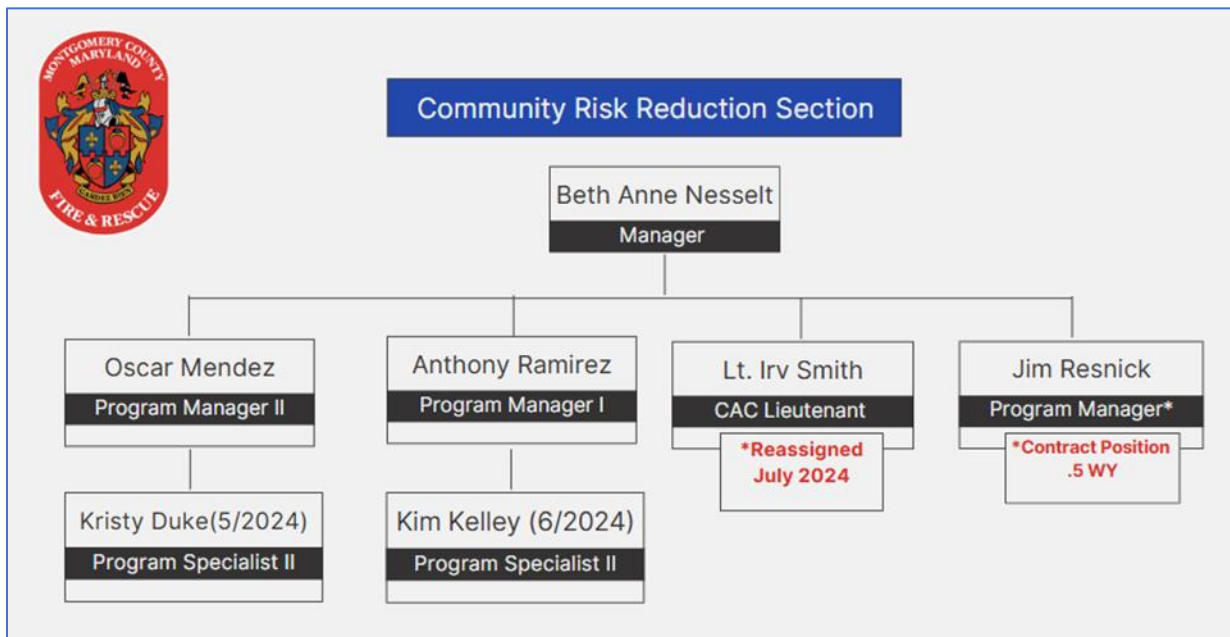 MONTGOMERY COUNTY
MARYLAND
GARDEZ BIEN
FIRE & RESCUE
Community Risk Reduction Section
Beth Anne Nesselt
Manager
Oscar Mendez
Program Manager II
Anthony Ramirez
Program Manager I
Lt. Irv Smith
CAC Lieutenant
*Reassigned
July 2024
Jim Resnick
Program Manager*
*Contract Position
.5 WY
Kristy Duke(5/2024)
Program Specialist II
Kim Kelley (6/2024)
Program Specialist II